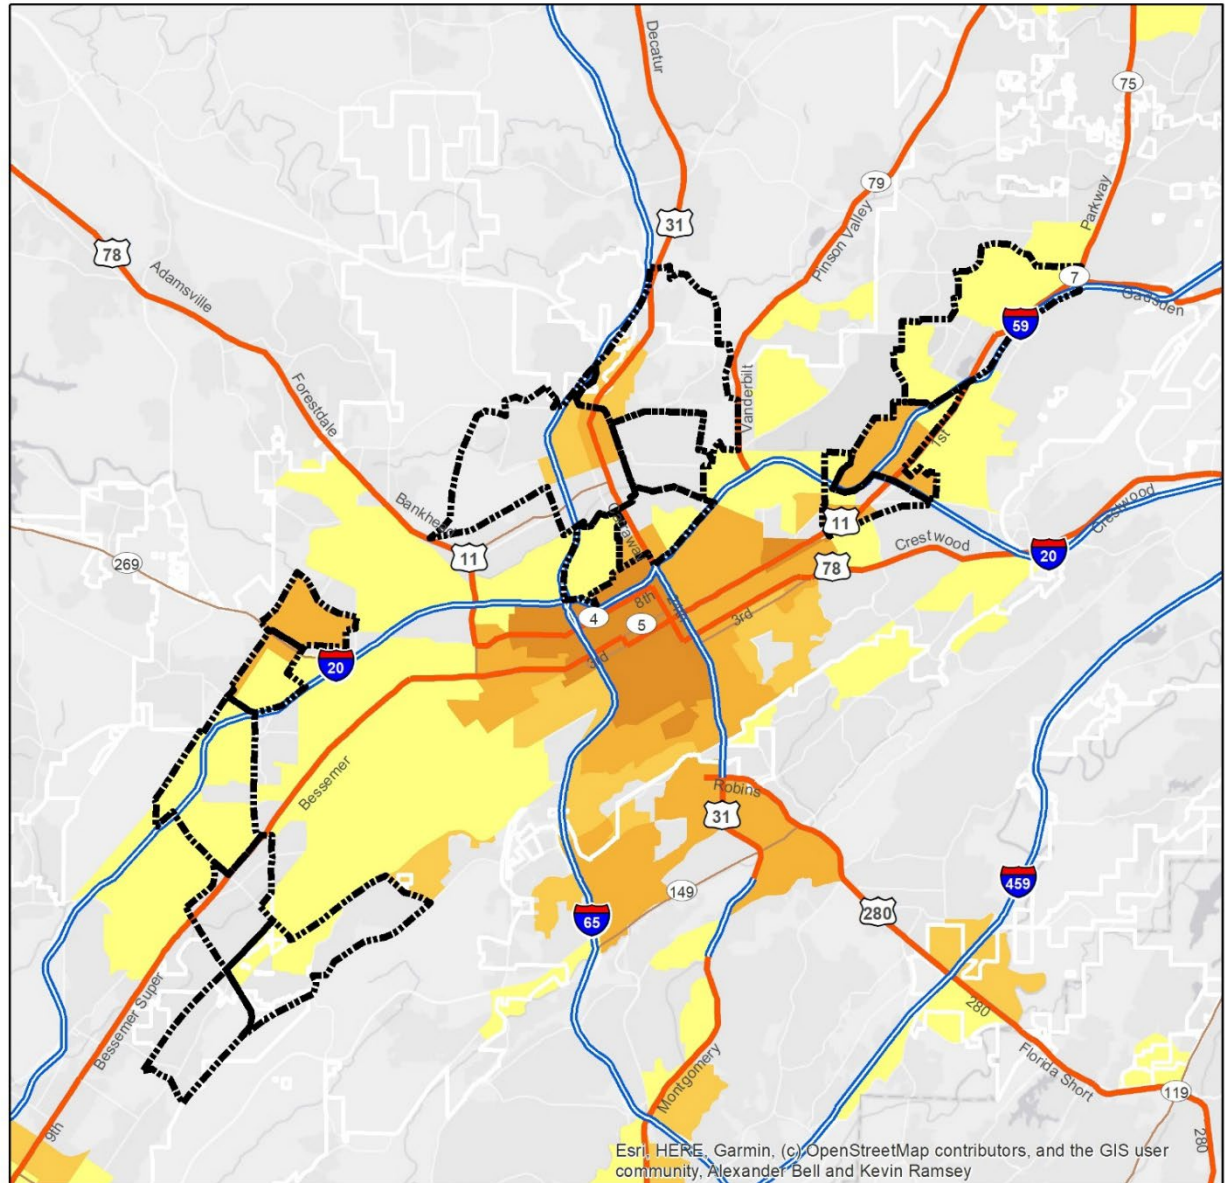 Decatur
75
79
Parkway
31
Pinson Valley
78
Adamsville
7
Gadsden
59
Forestdale
Vanderbilt
1st
Bankhead
11
11
Crestwood
Crestwood
20
78
269
8th
4
5
3rd
3rd
20
Bessemer
Robins
31
149
280
459
65
280
Bessemer Super
Florida Short
Montgomery
119
9th
280
Esri, HERE, Garmin, (c) OpenStreetMap contributors, and the GIS user
community, Alexander Bell and Kevin Ramsey